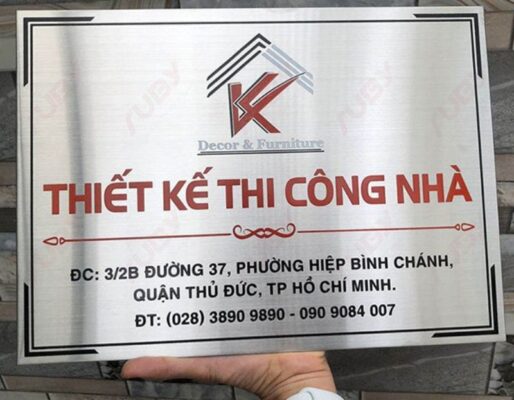 K
Decor & Furniture
THIẾT KẾ THI CÔNG NHÀ
ĐC: 3/2B ĐƯỜNG 37, PHƯỜNG HIỆP BÌNH CHÁNH,
QUẬN THỦ ĐỨC, TP HỒ CHÍ MINH.
ĐT: (028) 3890 9890 - 090 9084 007
RUBY